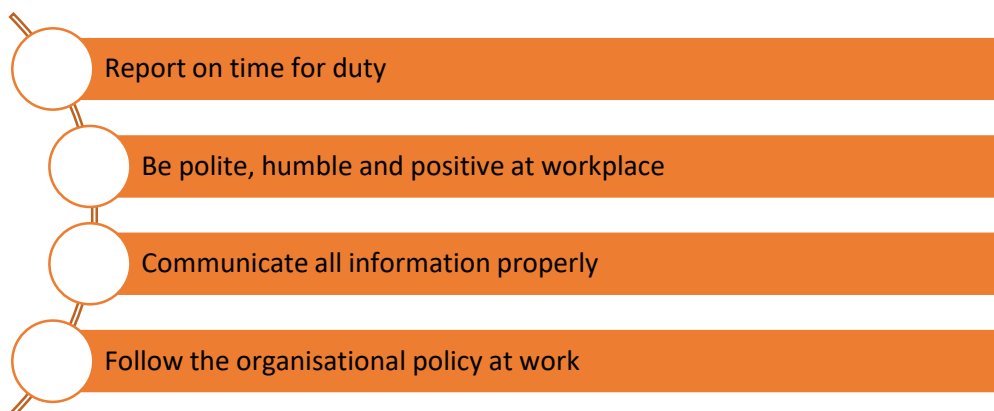 Report on time for duty
Be polite, humble and positive at workplace
Communicate all information properly
Follow the organisational policy at work